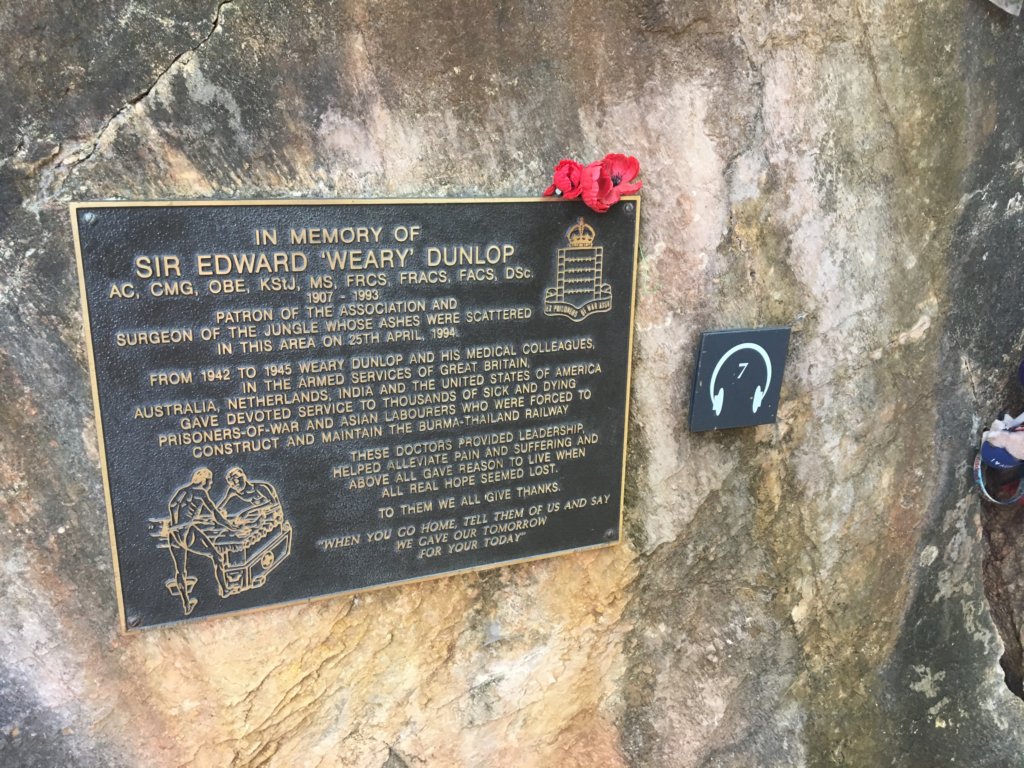 IN MEMORY OF
SIR EDWARD 'WEARY' DUNLOP
AC, CMG, OBE, KStJ, MS, FRCS, FRACS, FACS, DSc.
1907 - 1993
PATRON OF THE ASSOCIATION AND
SURGEON OF THE JUNGLE WHOSE ASHES WERE SCATTERED
IN THIS AREA ON 25TH APRIL, 1994.
EX PRISONERS OF WAR ASSN
FROM 1942 TO 1945 WEARY DUNLOP AND HIS MEDICAL COLLEAGUES,
IN THE ARMED SERVICES OF GREAT BRITAIN,
AUSTRALIA, NETHERLANDS, INDIA AND THE UNITED STATES OF AMERICA
GAVE DEVOTED SERVICE TO THOUSANDS OF SICK AND DYING
PRISONERS-OF-WAR AND ASIAN LABOURERS WHO WERE FORCED TO
CONSTRUCT AND MAINTAIN THE BURMA-THAILAND RAILWAY
THESE DOCTORS PROVIDED LEADERSHIP,
HELPED ALLEVIATE PAIN AND SUFFERING AND
ABOVE ALL GAVE REASON TO LIVE WHEN
ALL REAL HOPE SEEMED LOST.
TO THEM WE ALL GIVE THANKS.
"WHEN YOU GO HOME, TELL THEM OF US AND SAY
WE GAVE OUR TOMORROW
FOR YOUR TODAY"
7